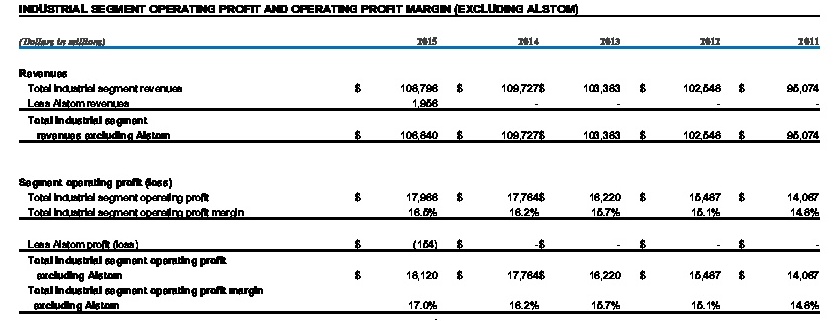 INDUSTRIAL SEGMENT OPERATING PROFIT AND OPERATING PROFIT MARGIN (EXCLUDING ALSTOM)
(Dollars in millions) 2015 2014 2013 2012 2011
Revenues
Total industrial segment revenues $ 108,796 $ 109,727$ 103,383 $ 102,548 $ 95,074
Less Alstom revenues 1,956 - - - -
Total industrial segment
revenues excluding Alstom $ 106,840 $ 109,727$ 103,383 $ 102,548 $ 95,074
Segment operating profit (loss)
Total industrial segment operating profit $ 17,966 $ 17,764$ 16,220 $ 15,487 $ 14,067
Total industrial segment operating profit margin 16.5% 16.2% 15.7% 15.1% 14.8%
Less Alstom profit (loss) $ (154) $ -$ - $ - $ -
Total industrial segment operating profit
excluding Alstom $ 18,120 $ 17,764$ 16,220 $ 15,487 $ 14,067
Total industrial segment operating profit margin
excluding Alstom 17.0% 16.2% 15.7% 15.1% 14.8%